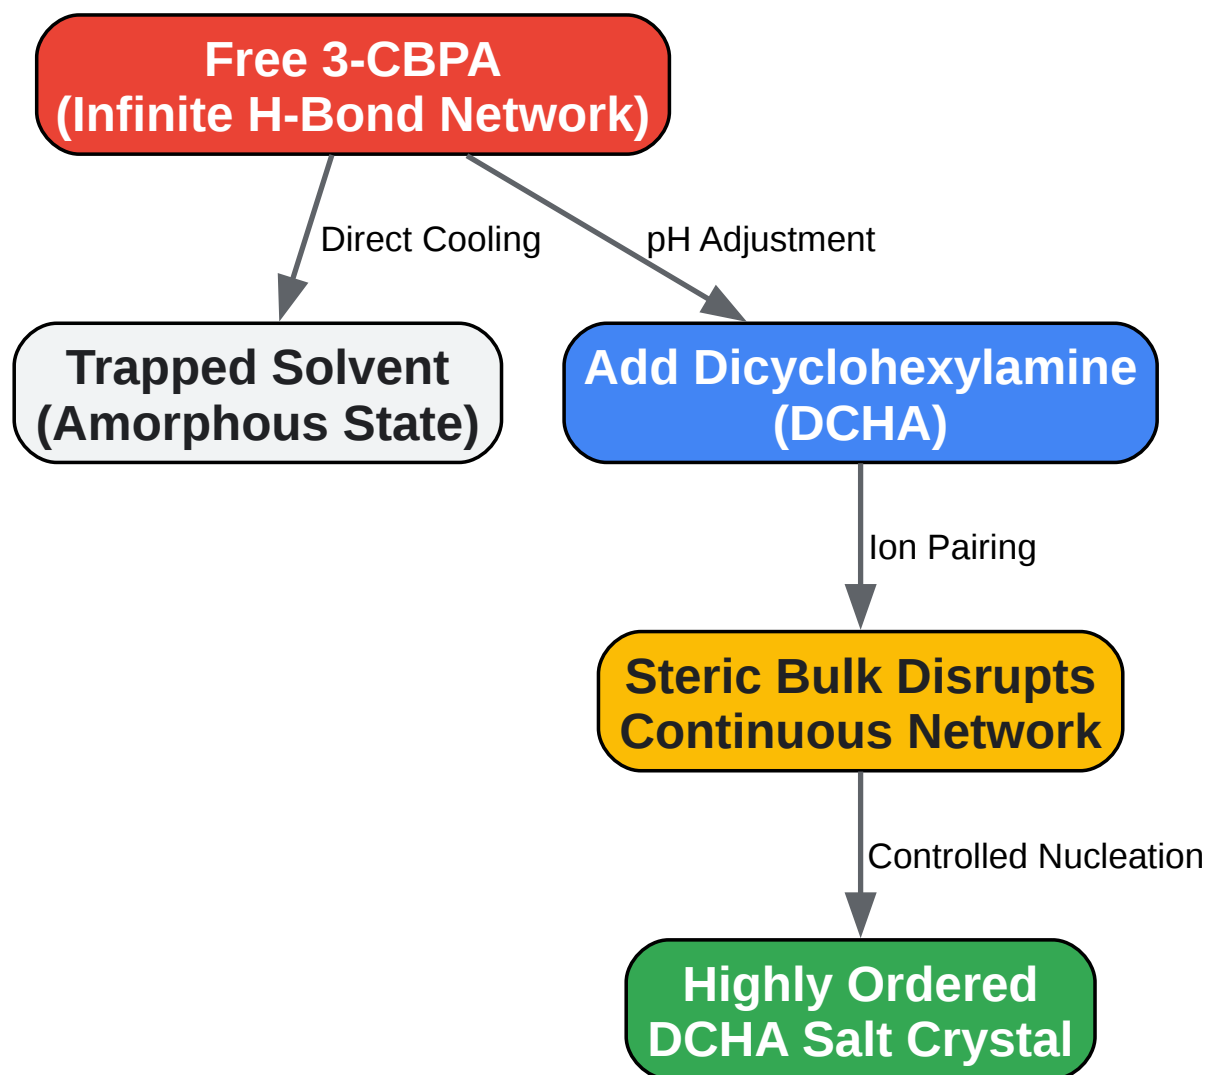 Free 3-CBPA
(Infinite H-Bond Network)
Direct Cooling
pH Adjustment
Trapped Solvent
(Amorphous State)
Add Dicyclohexylamine
(DCHA)
Ion Pairing
Steric Bulk Disrupts
Continuous Network
Controlled Nucleation
Highly Ordered
DCHA Salt Crystal